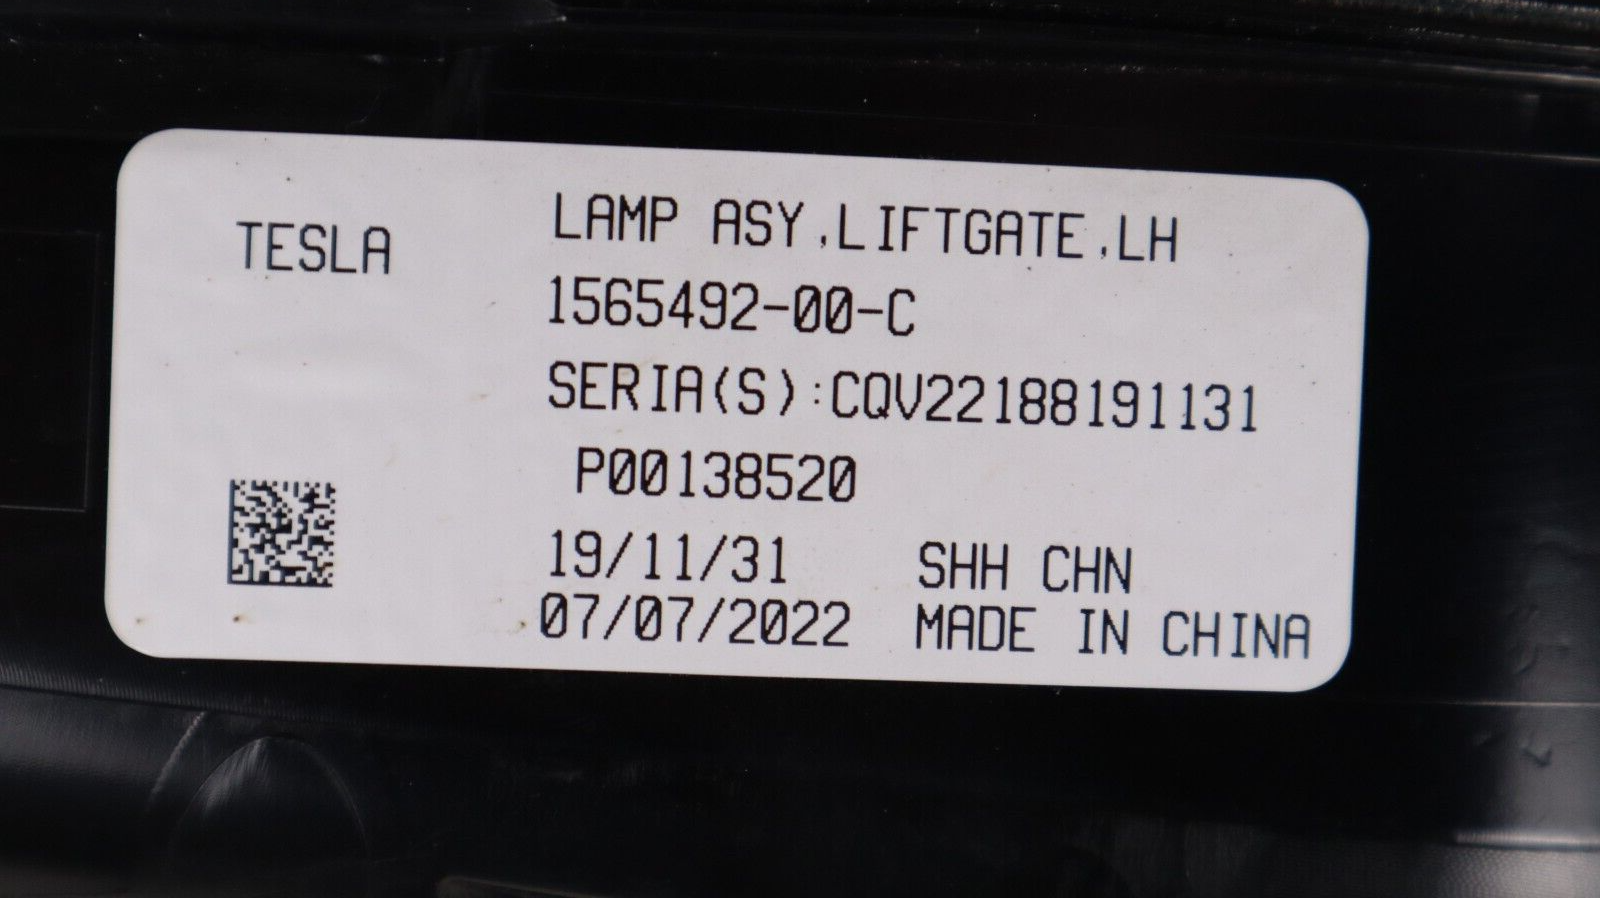 TESLA
LAMP ASY,LIFTGATE,LH
1565492-00-C
SERIA(S):CQV22188191131
P00138520
19/11/31 SHH CHN
07/07/2022 MADE IN CHINA